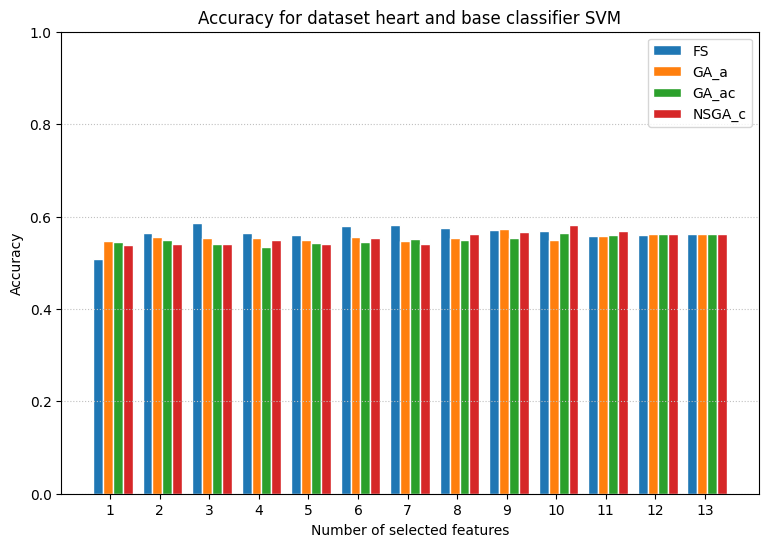 Accuracy for dataset heart and base classifier SVM
FS
GA_a
GA_ac
NSGA_c
Accuracy
1.0
0.8
0.6
0.4
0.2
0.0
1 2 3 4 5 6 7 8 9 10 11 12 13
Number of selected features